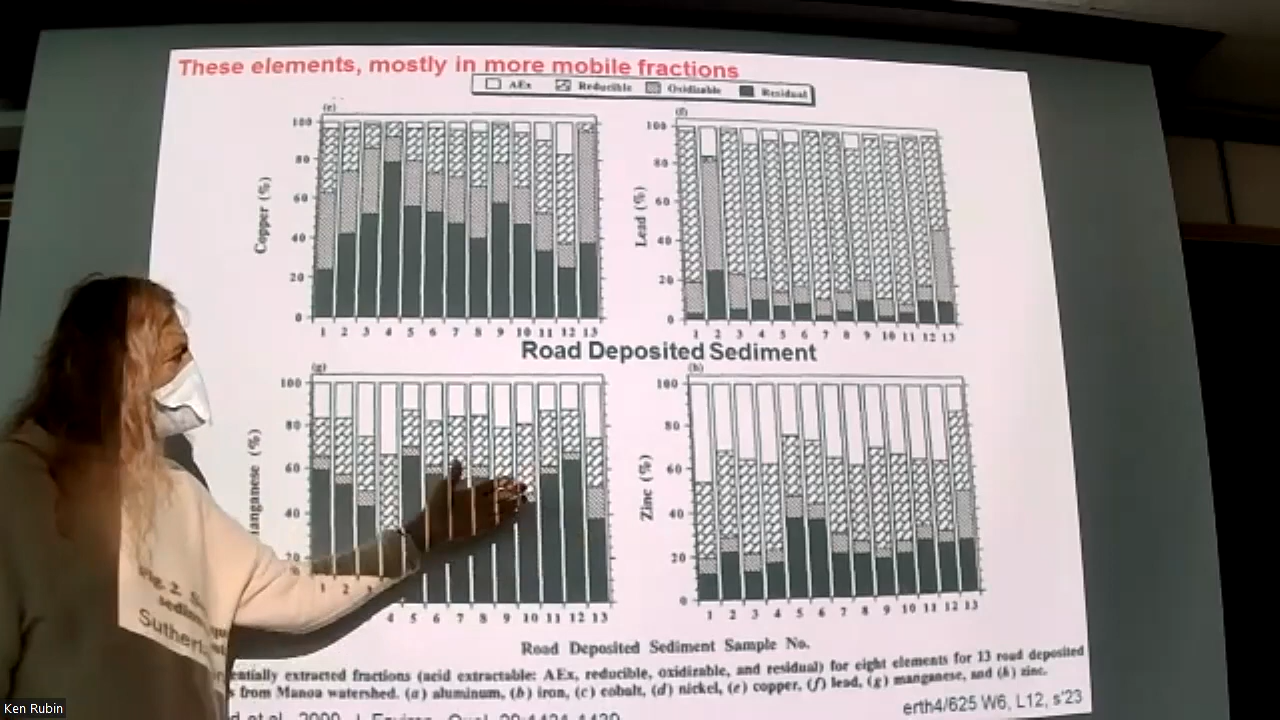 These elements, mostly in more mobile fractions
AEx Reducible Oxidizable Residual
(e)
100
80
60
40
20
0
Copper (%)
1 2 3 4 5 6 7 8 9 10 11 12 13
(f)
100
80
60
40
20
0
Lead (%)
1 2 3 4 5 6 7 8 9 10 11 12 13
Road Deposited Sediment
(g)
100
80
60
40
20
anganese (%)
1 2 3 4 5 6 7 8 9 10 11 12 13
(h)
100
80
60
40
20
0
Zinc (%)
1 2 3 4 5 6 7 8 9 10 11 12 13
Road Deposited Sediment Sample No.
Fig. 2.
entially extracted fractions (acid extractable: AEx, reducible, oxidizable, and residual) for eight elements for 13 road deposited
sedim s from Manoa watershed. (a) aluminum, (b) iron, (c) cobalt, (d) nickel, (e) copper, (f) lead, (g) manganese, and (h) zinc.
Sutherl
erth4/625 W6, L12, s'23
Ken Rubin